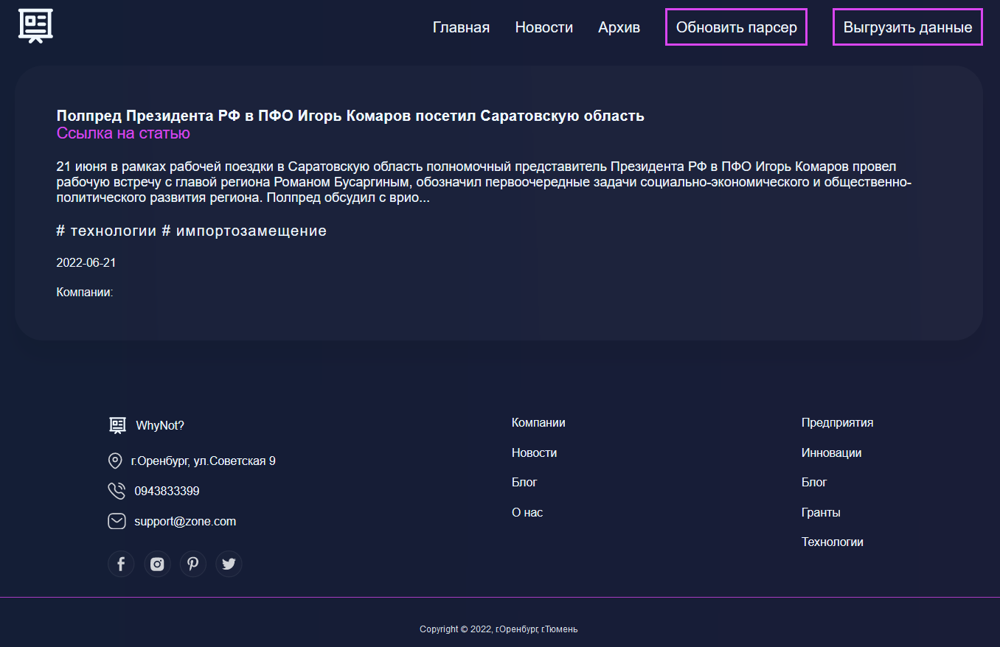 Главная Новости Архив Обновить парсер Выгрузить данные
Полпред Президента РФ в ПФО Игорь Комаров посетил Саратовскую область
Ссылка на статью
21 июня в рамках рабочей поездки в Саратовскую область полномочный представитель Президента РФ в ПФО Игорь Комаров провел
рабочую встречу с главой региона Романом Бусаргиным, обозначил первоочередные задачи социально-экономического и общественно-
политического развития региона. Полпред обсудил с врио...
# технологии # импортозамещение
2022-06-21
Компании:
WhyNot?
г.Оренбург, ул.Советская 9
0943833399
support@zone.com
Компании
Новости
Блог
О нас
Предприятия
Инновации
Блог
Гранты
Технологии
Copyright © 2022, г.Оренбург, г.Тюмень